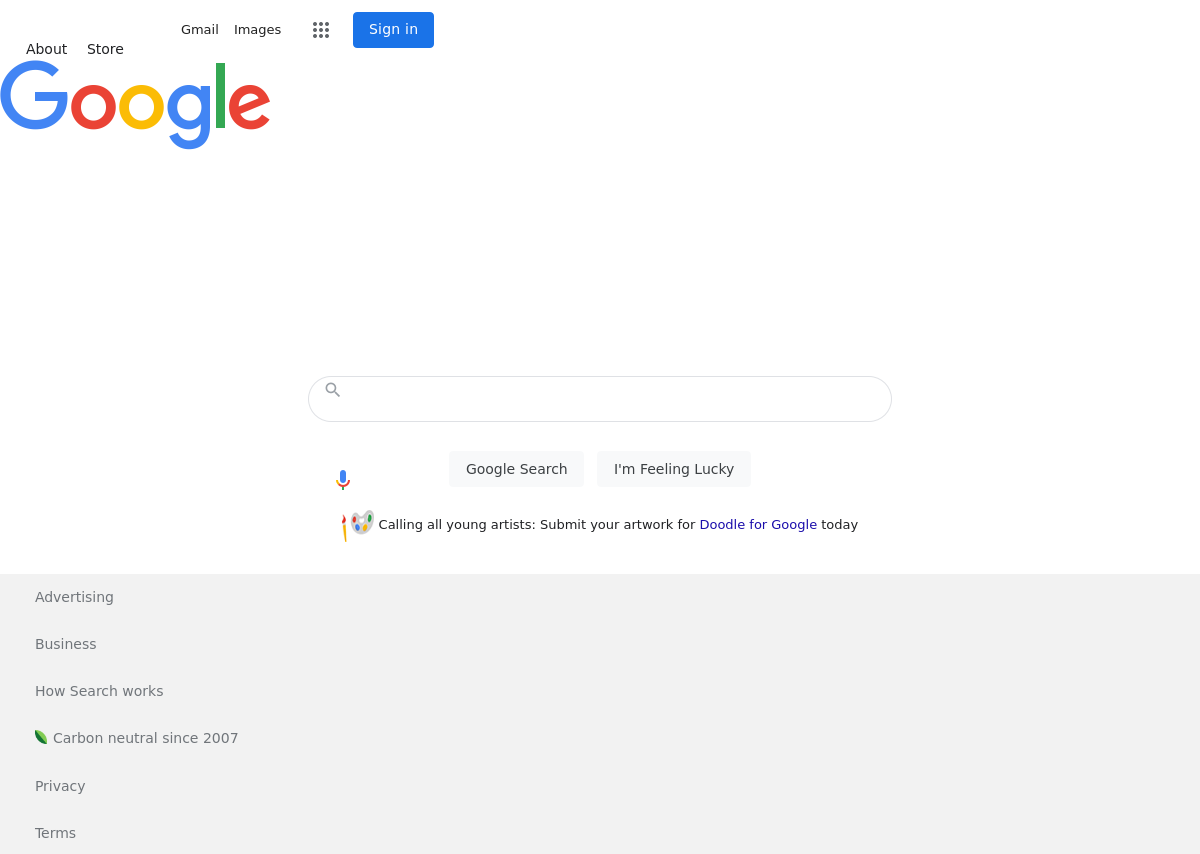 Gmail Images Sign in
About Store
Google
Google Search I'm Feeling Lucky
Calling all young artists: Submit your artwork for Doodle for Google today
Advertising
Business
How Search works
Carbon neutral since 2007
Privacy
Terms